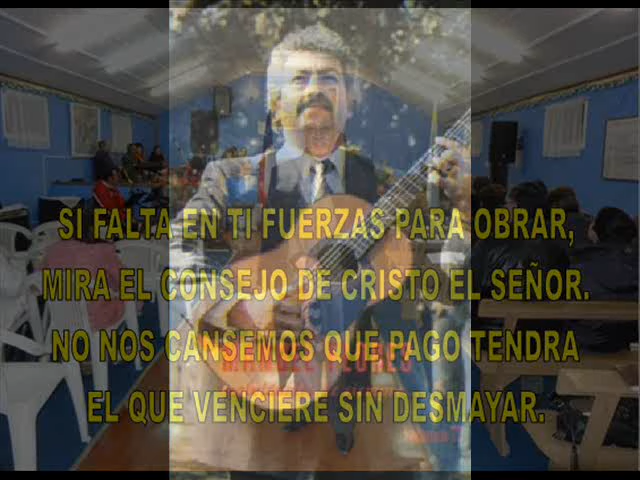 SI FALTA EN TI FUERZAS PARA OBRAR,
MIRA EL CONSEJO DE CRISTO EL SEÑOR.
NO NOS CANSEMOS QUE PAGO TENDRA
EL QUE VENCIERE SIN DESMAYAR.